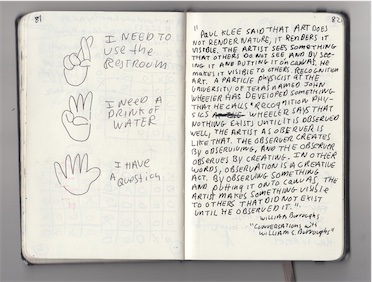 81
I NEED TO
USE THE
RESTROOM
I NEED A
DRINK OF
WATER
I HAVE
A QUESTION
82
"
PAUL KLEE SAID THAT ART DOES
NOT RENDER NATURE, IT RENDERS IT
VISIBLE. THE ARTIST SEES SOMETHING
THAT OTHERS DO NOT SEE AND BY SEE-
ING IT AND PUTTING IT ON CANVAS, HE
MAKES IT VISIBLE TO OTHERS. RECOGNITION
ART. A PARTICLE PHYSICIST AT THE
UNIVERSITY OF TEXAS NAMED JOHN
WHEELER HAS DEVELOPED SOMETHING
THAT HE CALLS "RECOGNITION PHY-
SICS WHEELER SAYS THAT
NOTHING EXISTS UNTIL IT IS OBSERVED
WELL, THE ARTIST AS OBSERVER IS
LIKE THAT. THE OBSERVER CREATES
BY OBSERVING, AND THE OBSERVER
OBSERVES BY CREATING. IN OTHER
WORDS, OBSERVATION IS A CREATIVE
ACT. BY OBSERVING SOMETHING
AND PUTTING IT ONTO CANVAS, THE
ARTIST MAKES SOMETHING VISIBLE
TO OTHERS THAT DID NOT EXIST
UNTIL HE OBSERVED IT."
WILLIAM BURROUGHS
"CONVERSATIONS WITH
WILLIAM S. BURROUGHS"